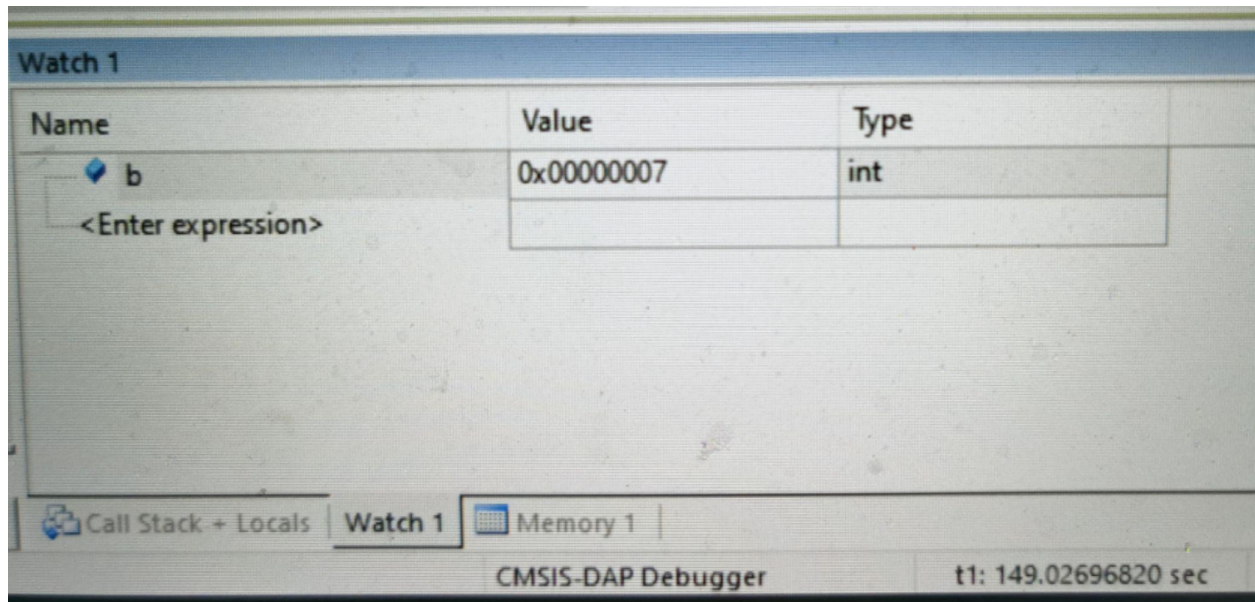 Watch 1
Name Value Type
b 0x00000007 int
<Enter expression>
Call Stack + Locals Watch 1 Memory 1
CMSIS-DAP Debugger t1: 149.02696820 sec